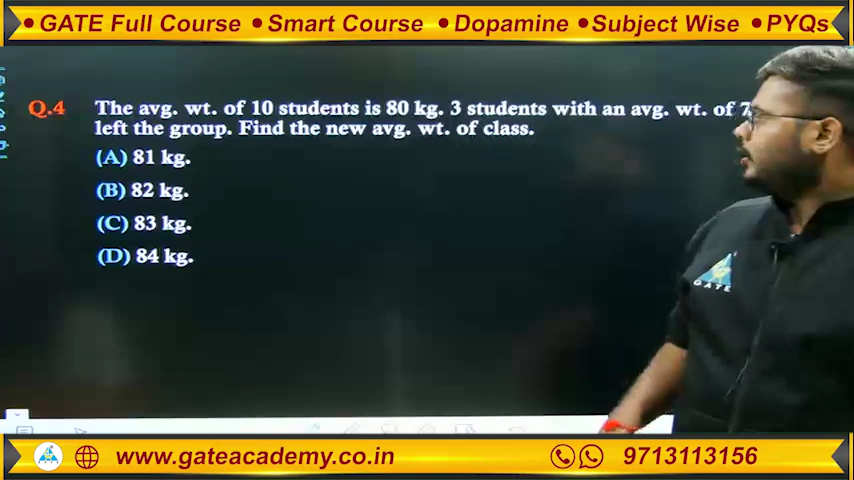 • GATE Full Course • Smart Course • Dopamine • Subject Wise • PYQs
Q.4 The avg. wt. of 10 students is 80 kg. 3 students with an avg. wt. of
left the group. Find the new avg. wt. of class.
(A) 81 kg.
(B) 82 kg.
(C) 83 kg.
(D) 84 kg.
GATE
www.gateacademy.co.in
9713113156